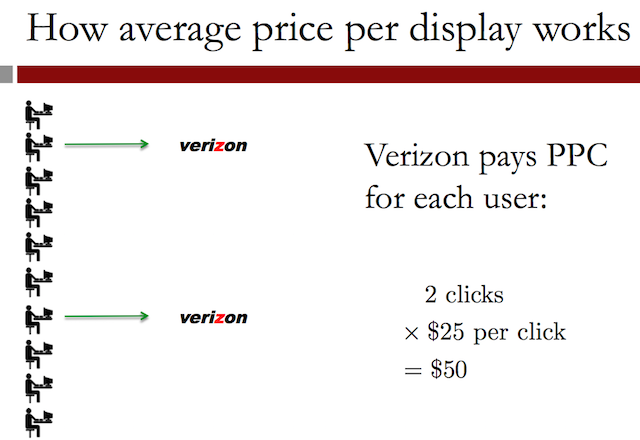 How average price per display works
verizon
Verizon pays PPC
for each user:
2 clicks
× $25 per click
= $50
verizon